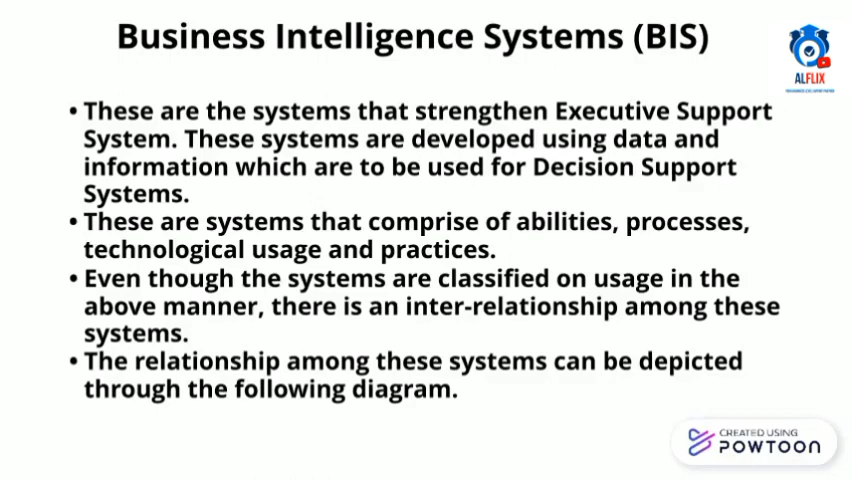 Business Intelligence Systems (BIS)
ALFLIX
• These are the systems that strengthen Executive Support
System. These systems are developed using data and
information which are to be used for Decision Support
Systems.
• These are systems that comprise of abilities, processes,
technological usage and practices.
• Even though the systems are classified on usage in the
above manner, there is an inter-relationship among these
systems.
• The relationship among these systems can be depicted
through the following diagram.
CREATED USING
POWTOON